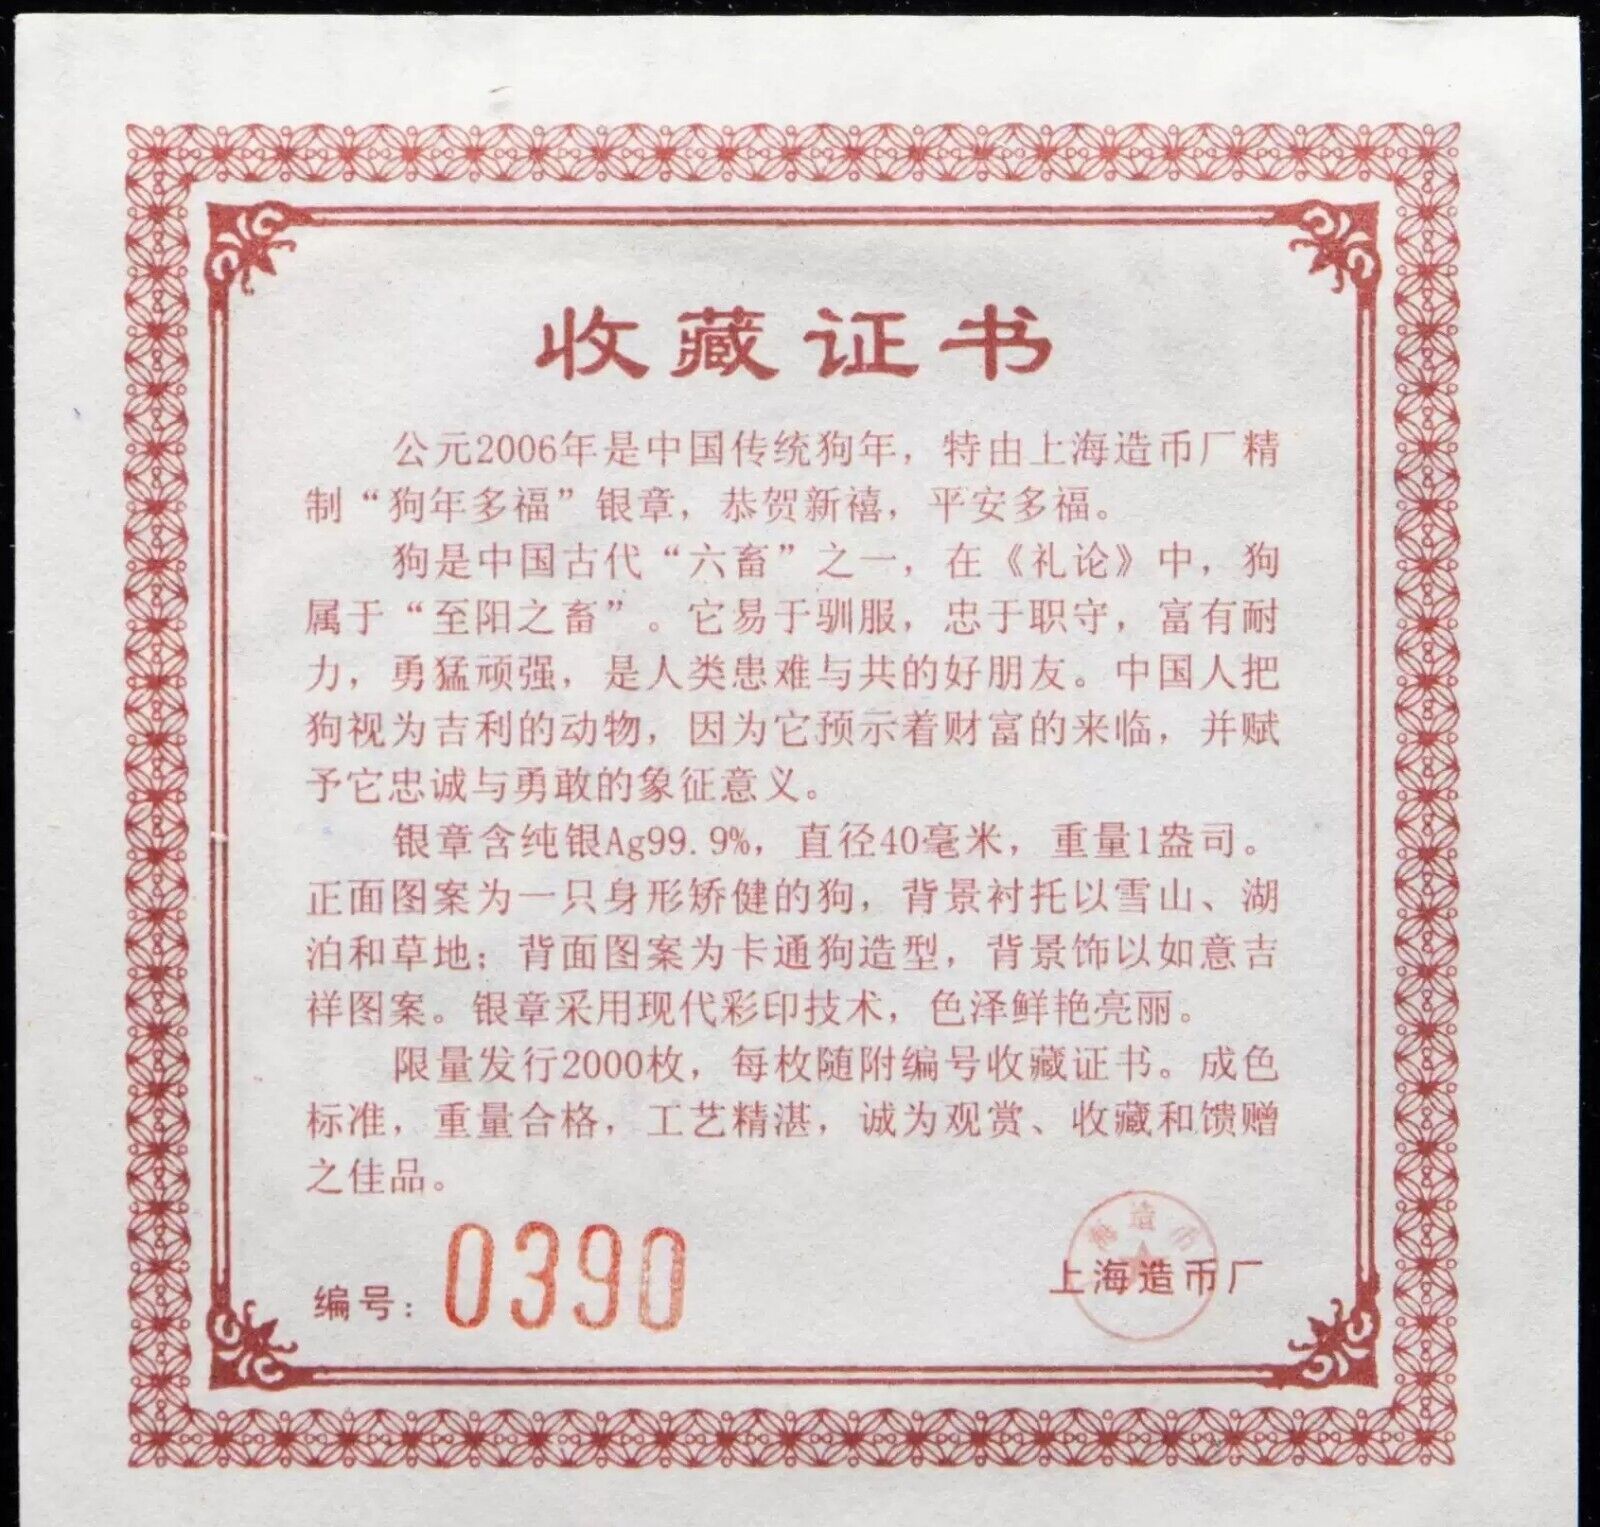 收藏证书
公元2006年是中国传统狗年，特由上海造币厂精
制“狗年多福”银章，恭贺新禧，平安多福。
狗是中国古代“六畜”之一，在《礼论》中，狗
属于“至阳之畜”。它易于驯服，忠于职守，富有耐
力，勇猛顽强，是人类患难与共的好朋友。中国人把
狗视为吉利的动物，因为它预示着财富的来临，并赋
予它忠诚与勇敢的象征意义。
银章含纯银Ag99.9%，直径40毫米，重量1盎司。
正面图案为一只身形矫健的狗，背景衬托以雪山、湖
泊和草地；背面图案为卡通狗造型，背景饰以如意吉
祥图案。银章采用现代彩印技术，色泽鲜艳亮丽。
限量发行2000枚，每枚随附编号收藏证书。成色
标准，重量合格，工艺精湛，诚为观赏、收藏和馈赠
之佳品。
编号：0390
上海造币厂
造币